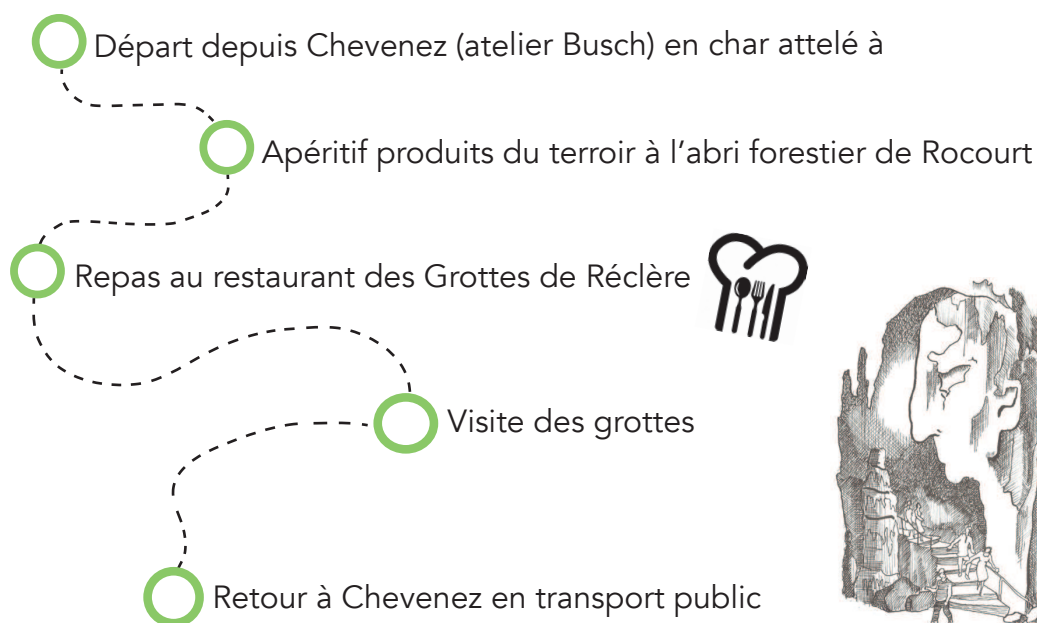 Départ depuis Chevenez (atelier Busch) en char attelé à
Apéritif produits du terroir à l’abri forestier de Rocourt
Repas au restaurant des Grottes de Réclère
Visite des grottes
Retour à Chevenez en transport public